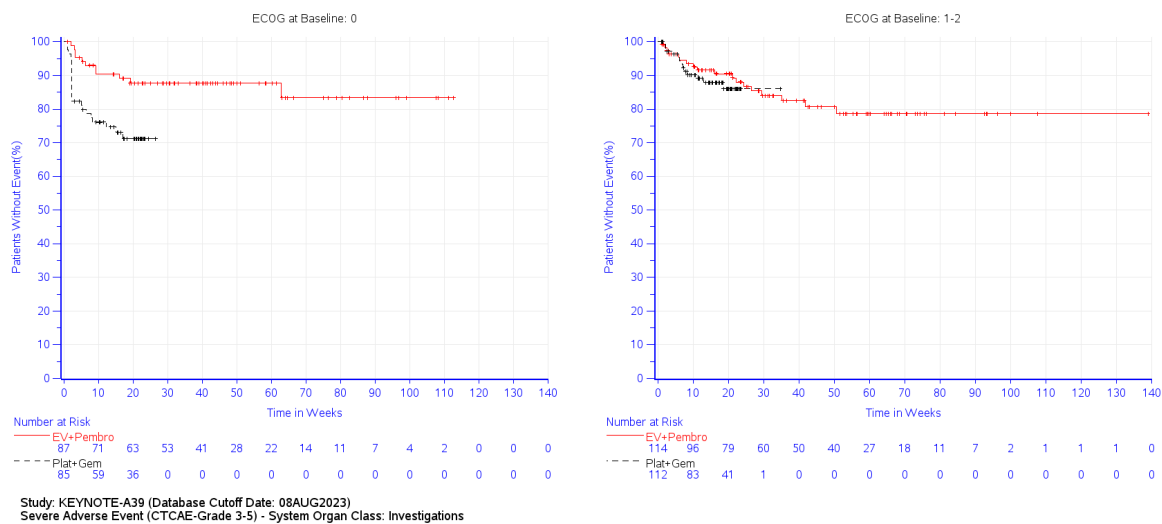 ECOG at Baseline: 0
100
90
80
70
60
50
40
30
20
10
0
Patients Without Event(%)
0 10 20 30 40 50 60 70 80 90 100 110 120 130 140
Time in Weeks
Number at Risk
EV+Pembro
87 71 63 53 41 28 22 14 11 7 4 2 0 0 0
Plat+Gem
85 59 36 0 0 0 0 0 0 0 0 0 0 0 0
ECOG at Baseline: 1-2
100
90
80
70
60
50
40
30
20
10
0
Patients Without Event(%)
0 10 20 30 40 50 60 70 80 90 100 110 120 130 140
Time in Weeks
Number at Risk
EV+Pembro
114 96 79 60 50 40 27 18 11 7 2 1 1 1 0
Plat+Gem
112 83 41 1 0 0 0 0 0 0 0 0 0 0 0
Study: KEYNOTE-A39 (Database Cutoff Date: 08AUG2023)
Severe Adverse Event (CTCAE-Grade 3-5) - System Organ Class: Investigations